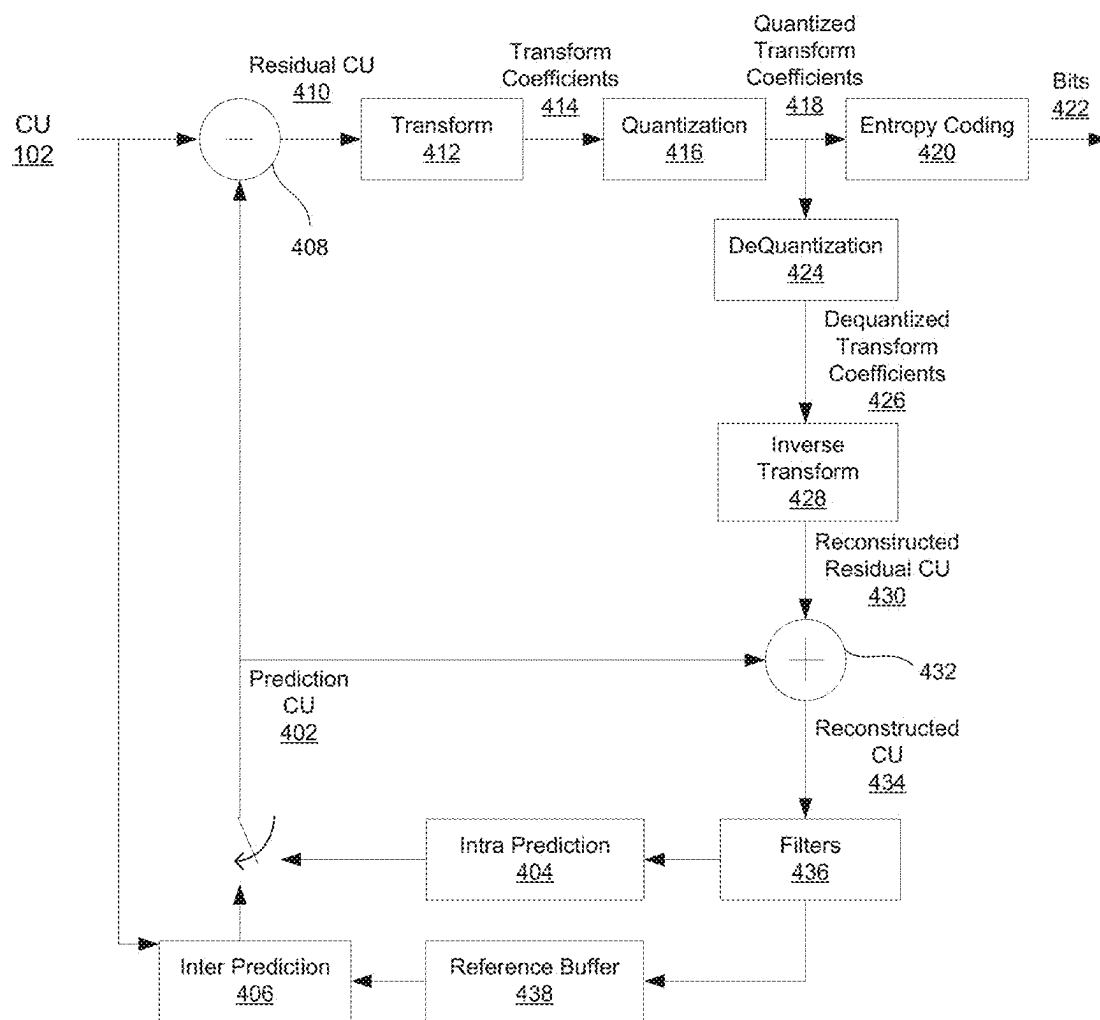 CU
102
Residual CU
410
Transform
Coefficients
414
Quantized
Transform
Coefficients
418
Bits
422
Transform
412
Quantization
416
Entropy Coding
420
408
DeQuantization
424
Dequantized
Transform
Coefficients
426
Inverse
Transform
428
Reconstructed
Residual CU
430
432
Prediction
CU
402
Reconstructed
CU
434
Intra Prediction
404
Filters
436
Inter Prediction
406
Reference Buffer
438